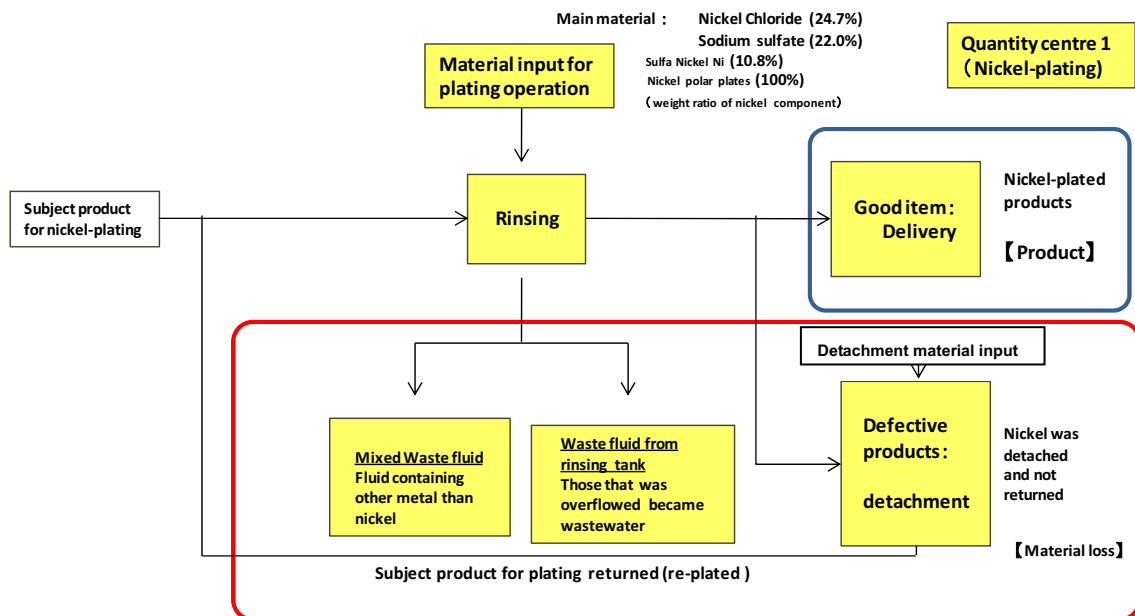 Main material : Nickel Chloride (24.7%)
Sodium sulfate (22.0%)
Sulfa Nickel Ni (10.8%)
Nickel polar plates (100%)
(weight ratio of nickel component)
Material input for
plating operation
Quantity centre 1
(Nickel-plating)
Subject product
for nickel-plating
Rinsing
Good item :
Delivery
Nickel-plated
products
【Product】
Detachment material input
Mixed Waste fluid
Fluid containing
other metal than
nickel
Waste fluid from
rinsing tank
Those that was
overflowed became
wastewater
Defective
products :
detachment
Nickel was
detached
and not
returned
【Material loss】
Subject product for plating returned (re-plated )